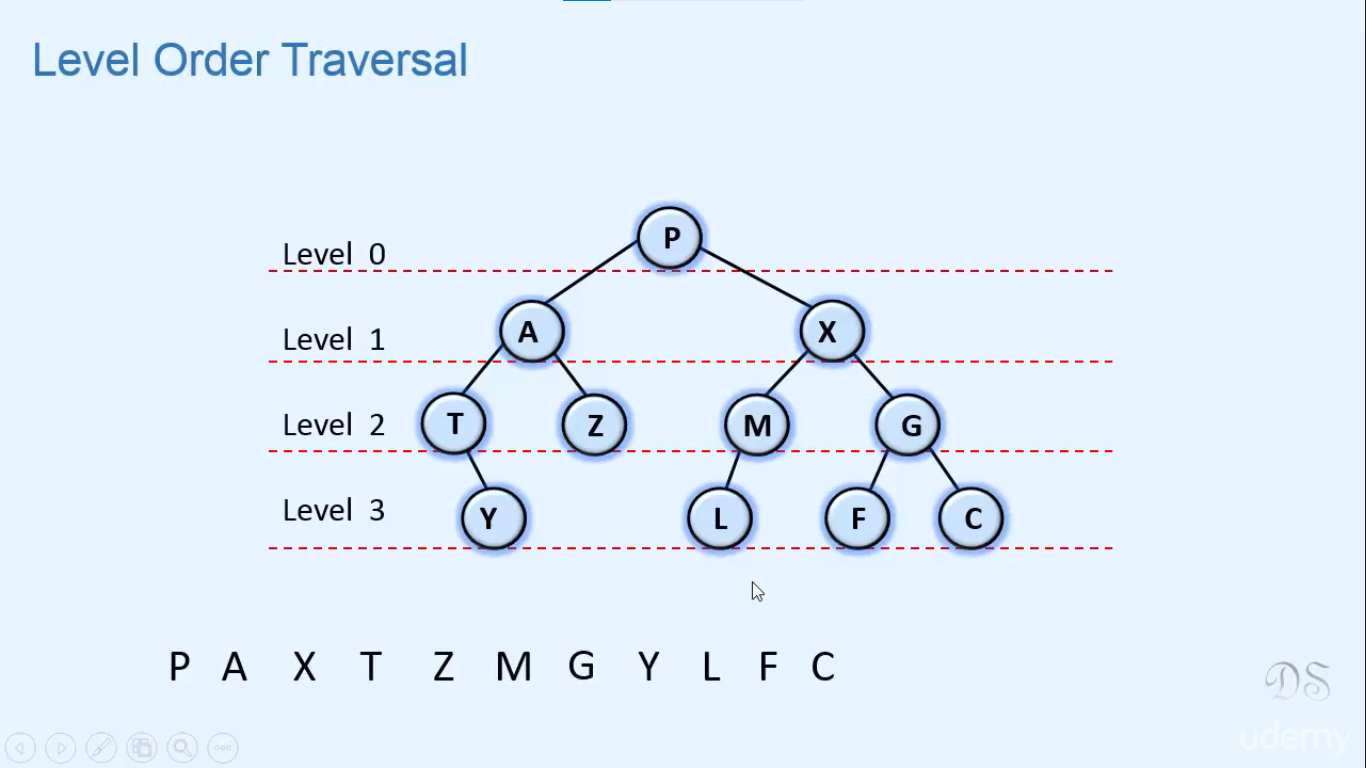 Level Order Traversal
P
Level 0
A X
Level 1
T Z M G
Level 2
Y L F C
Level 3
P A X T Z M G Y L F C
DS
udemy